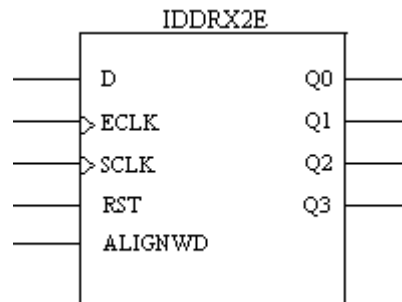 IDDRX2E
D Q0
ECLK Q1
SCLK Q2
RST Q3
ALIGNWD